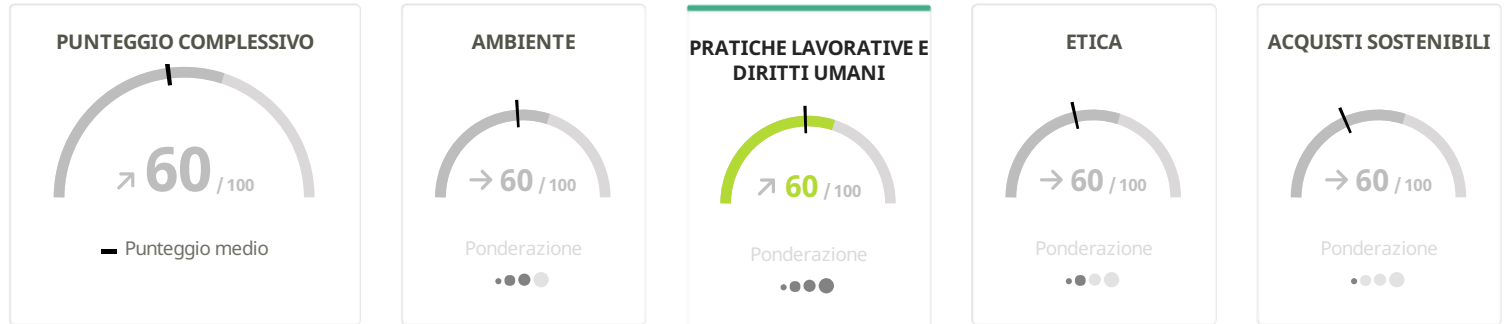 PUNTEGGIO COMPLESSIVO
60 / 100
Punteggio medio
AMBIENTE
60 / 100
Ponderazione
PRATICHE LAVORATIVE E
DIRITTI UMANI
60 / 100
Ponderazione
ETICA
60 / 100
Ponderazione
ACQUISTI SOSTENIBILI
60 / 100
Ponderazione